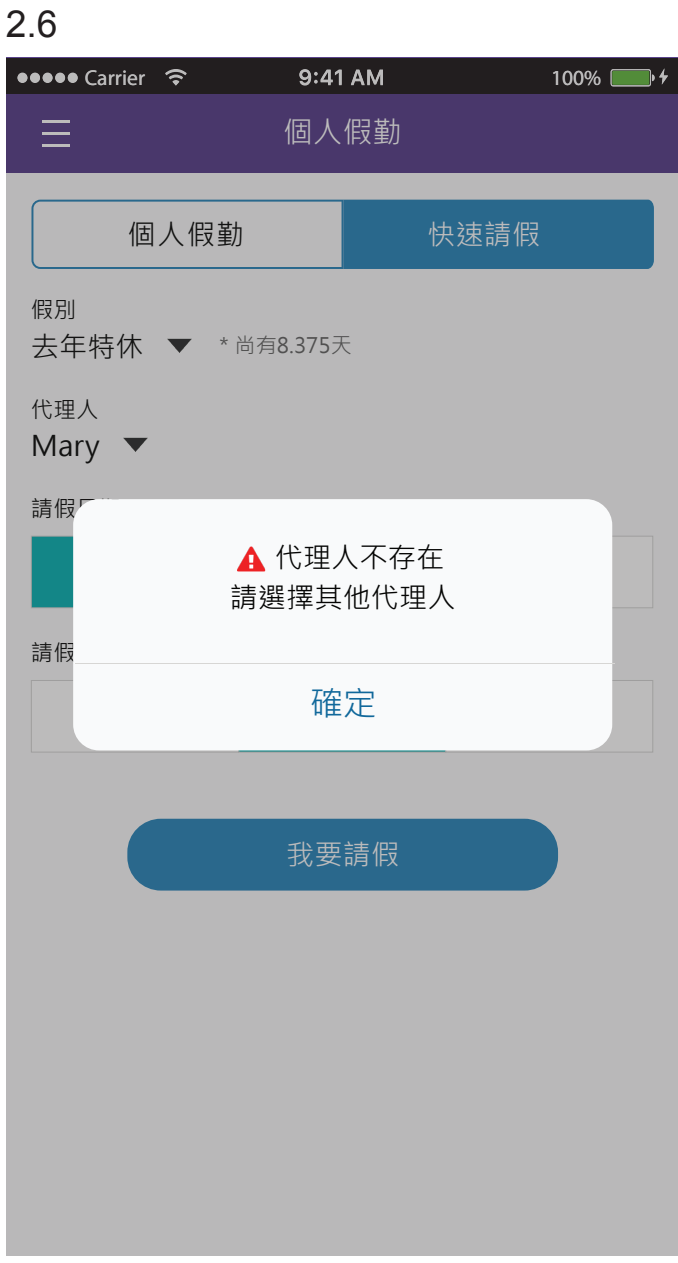 2.6
Carrier 9:41 AM 100%
個人假勤
個人假勤 快速請假
假別
去年特休 * 尚有8.375天
代理人
Mary
請假
代理人不存在
請選擇其他代理人
請假
確定
我要請假